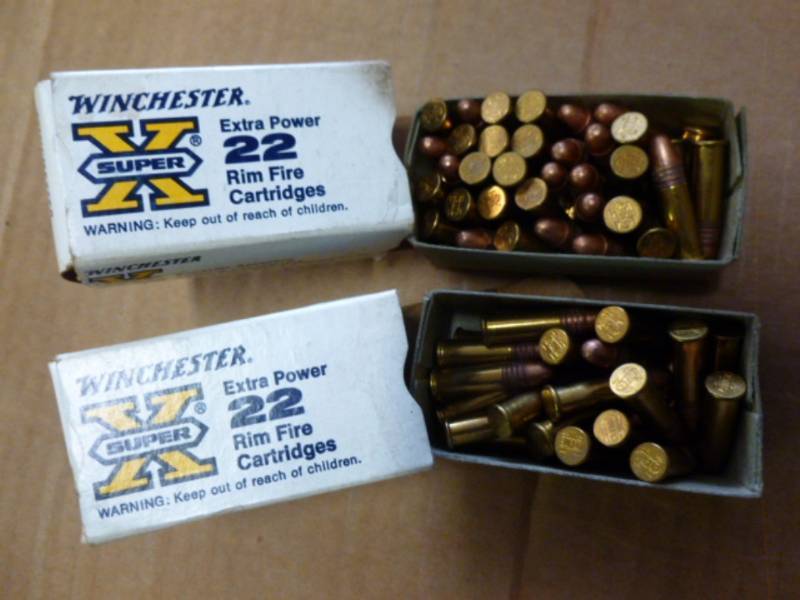 WINCHESTER®
X
SUPER®
Extra Power
22
Rim Fire
Cartridges
WARNING: Keep out of reach of children.
WINCHESTER
X
WINCHESTER®
X
SUPER®
Extra Power
22
Rim Fire
Cartridges
WARNING: Keep out of reach of children.